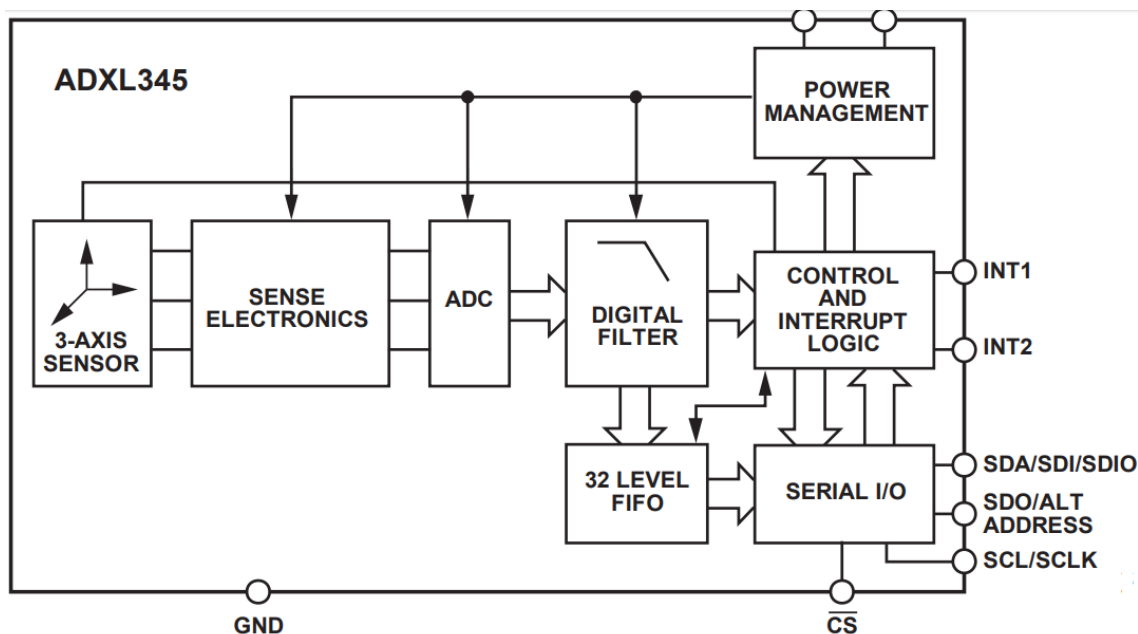 ADXL345
POWER
MANAGEMENT
3-AXIS
SENSOR
SENSE
ELECTRONICS
ADC
DIGITAL
FILTER
CONTROL
AND
INTERRUPT
LOGIC
INT1
INT2
32 LEVEL
FIFO
SERIAL I/O
SDA/SDI/SDIO
SDO/ALT
ADDRESS
SCL/SCLK
GND
CS